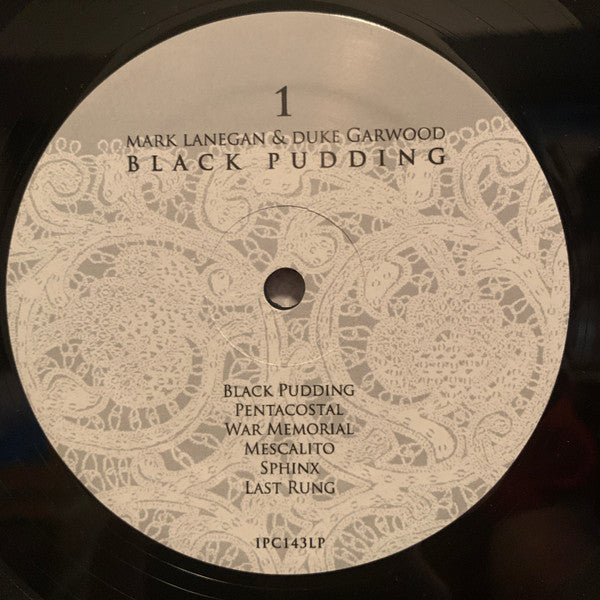 1
MARK LANEGAN & DUKE GARWOOD
BLACK PUDDING
BLACK PUDDING
PENTACOSTAL
WAR MEMORIAL
MESCALITO
SPHINX
LAST RUNG
IPC143LP